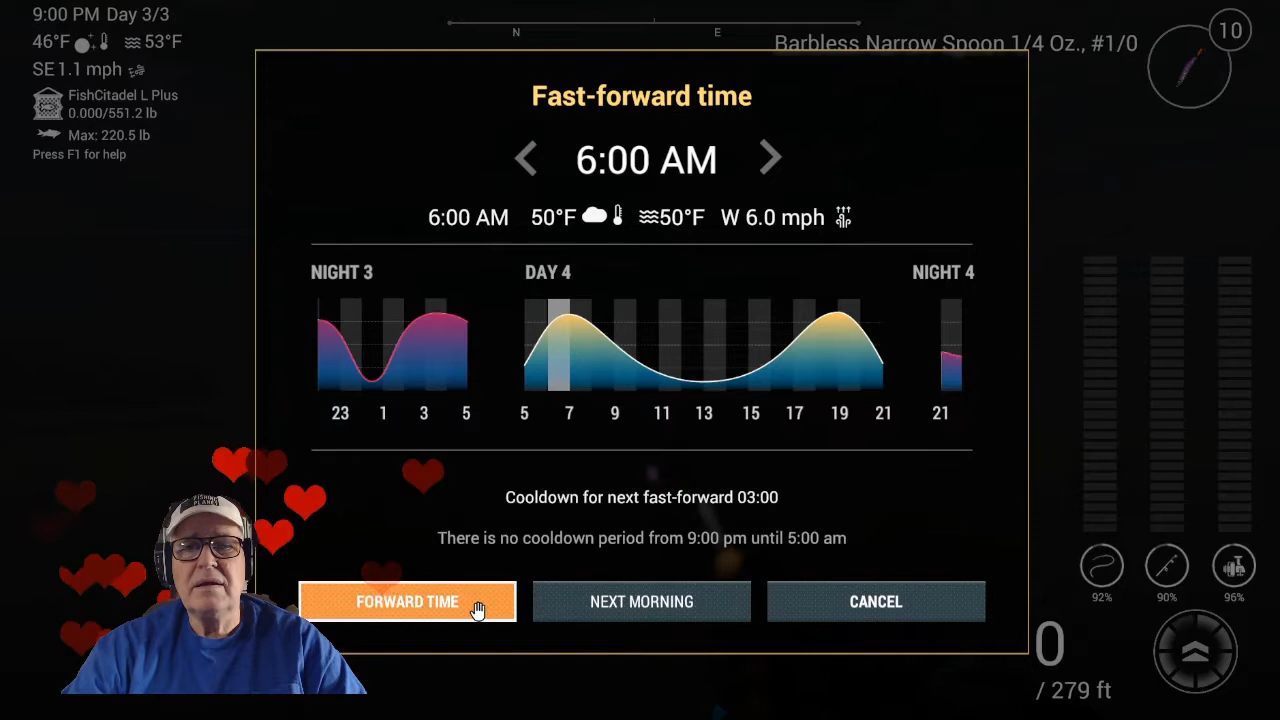 9:00 PM Day 3/3
46°F 53°F
SE 1.1 mph
FishCitadel L Plus
0.000/551.2 lb
Max: 220.5 lb
Press F1 for help
N E
Barbless Narrow Spoon 1/4 Oz., #1/0
10
Fast-forward time
6:00 AM
6:00 AM 50°F 50°F W 6.0 mph
NIGHT 3 DAY 4 NIGHT 4
23 1 3 5 5 7 9 11 13 15 17 19 21 21
Cooldown for next fast-forward 03:00
There is no cooldown period from 9:00 pm until 5:00 am
FORWARD TIME NEXT MORNING CANCEL
92% 90% 96%
0
/ 279 ft
FISHING
PLANET